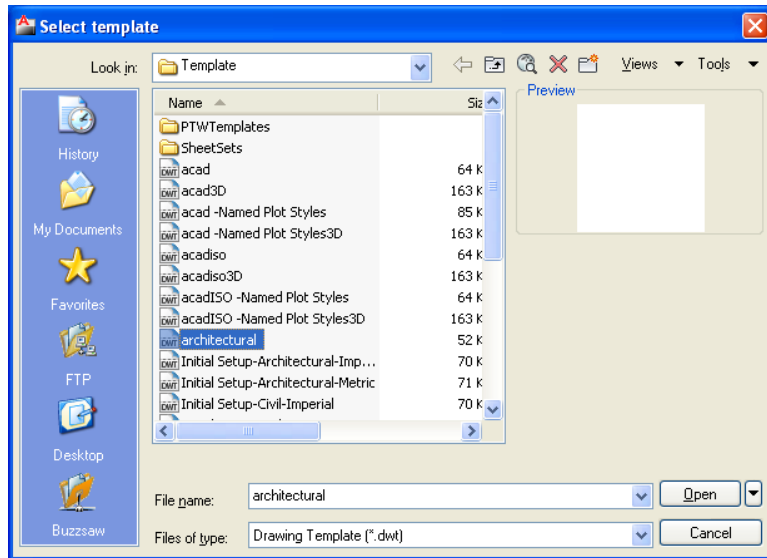 Select template
Look in: Template Views Tools
Name Siz Preview
PTWTemplates
SheetSets
acad 64 K
acad3D 163 K
acad -Named Plot Styles 85 K
acad -Named Plot Styles3D 163 K
acadiso 64 K
acadiso3D 163 K
acadISO -Named Plot Styles 64 K
acadISO -Named Plot Styles3D 163 K
architectural 52 K
Initial Setup-Architectural-Imp... 70 K
Initial Setup-Architectural-Metric 71 K
Initial Setup-Civil-Imperial 70 K
History
My Documents
Favorites
FTP
Desktop
Buzzsaw
File name: architectural Open
Files of type: Drawing Template (*.dwt) Cancel